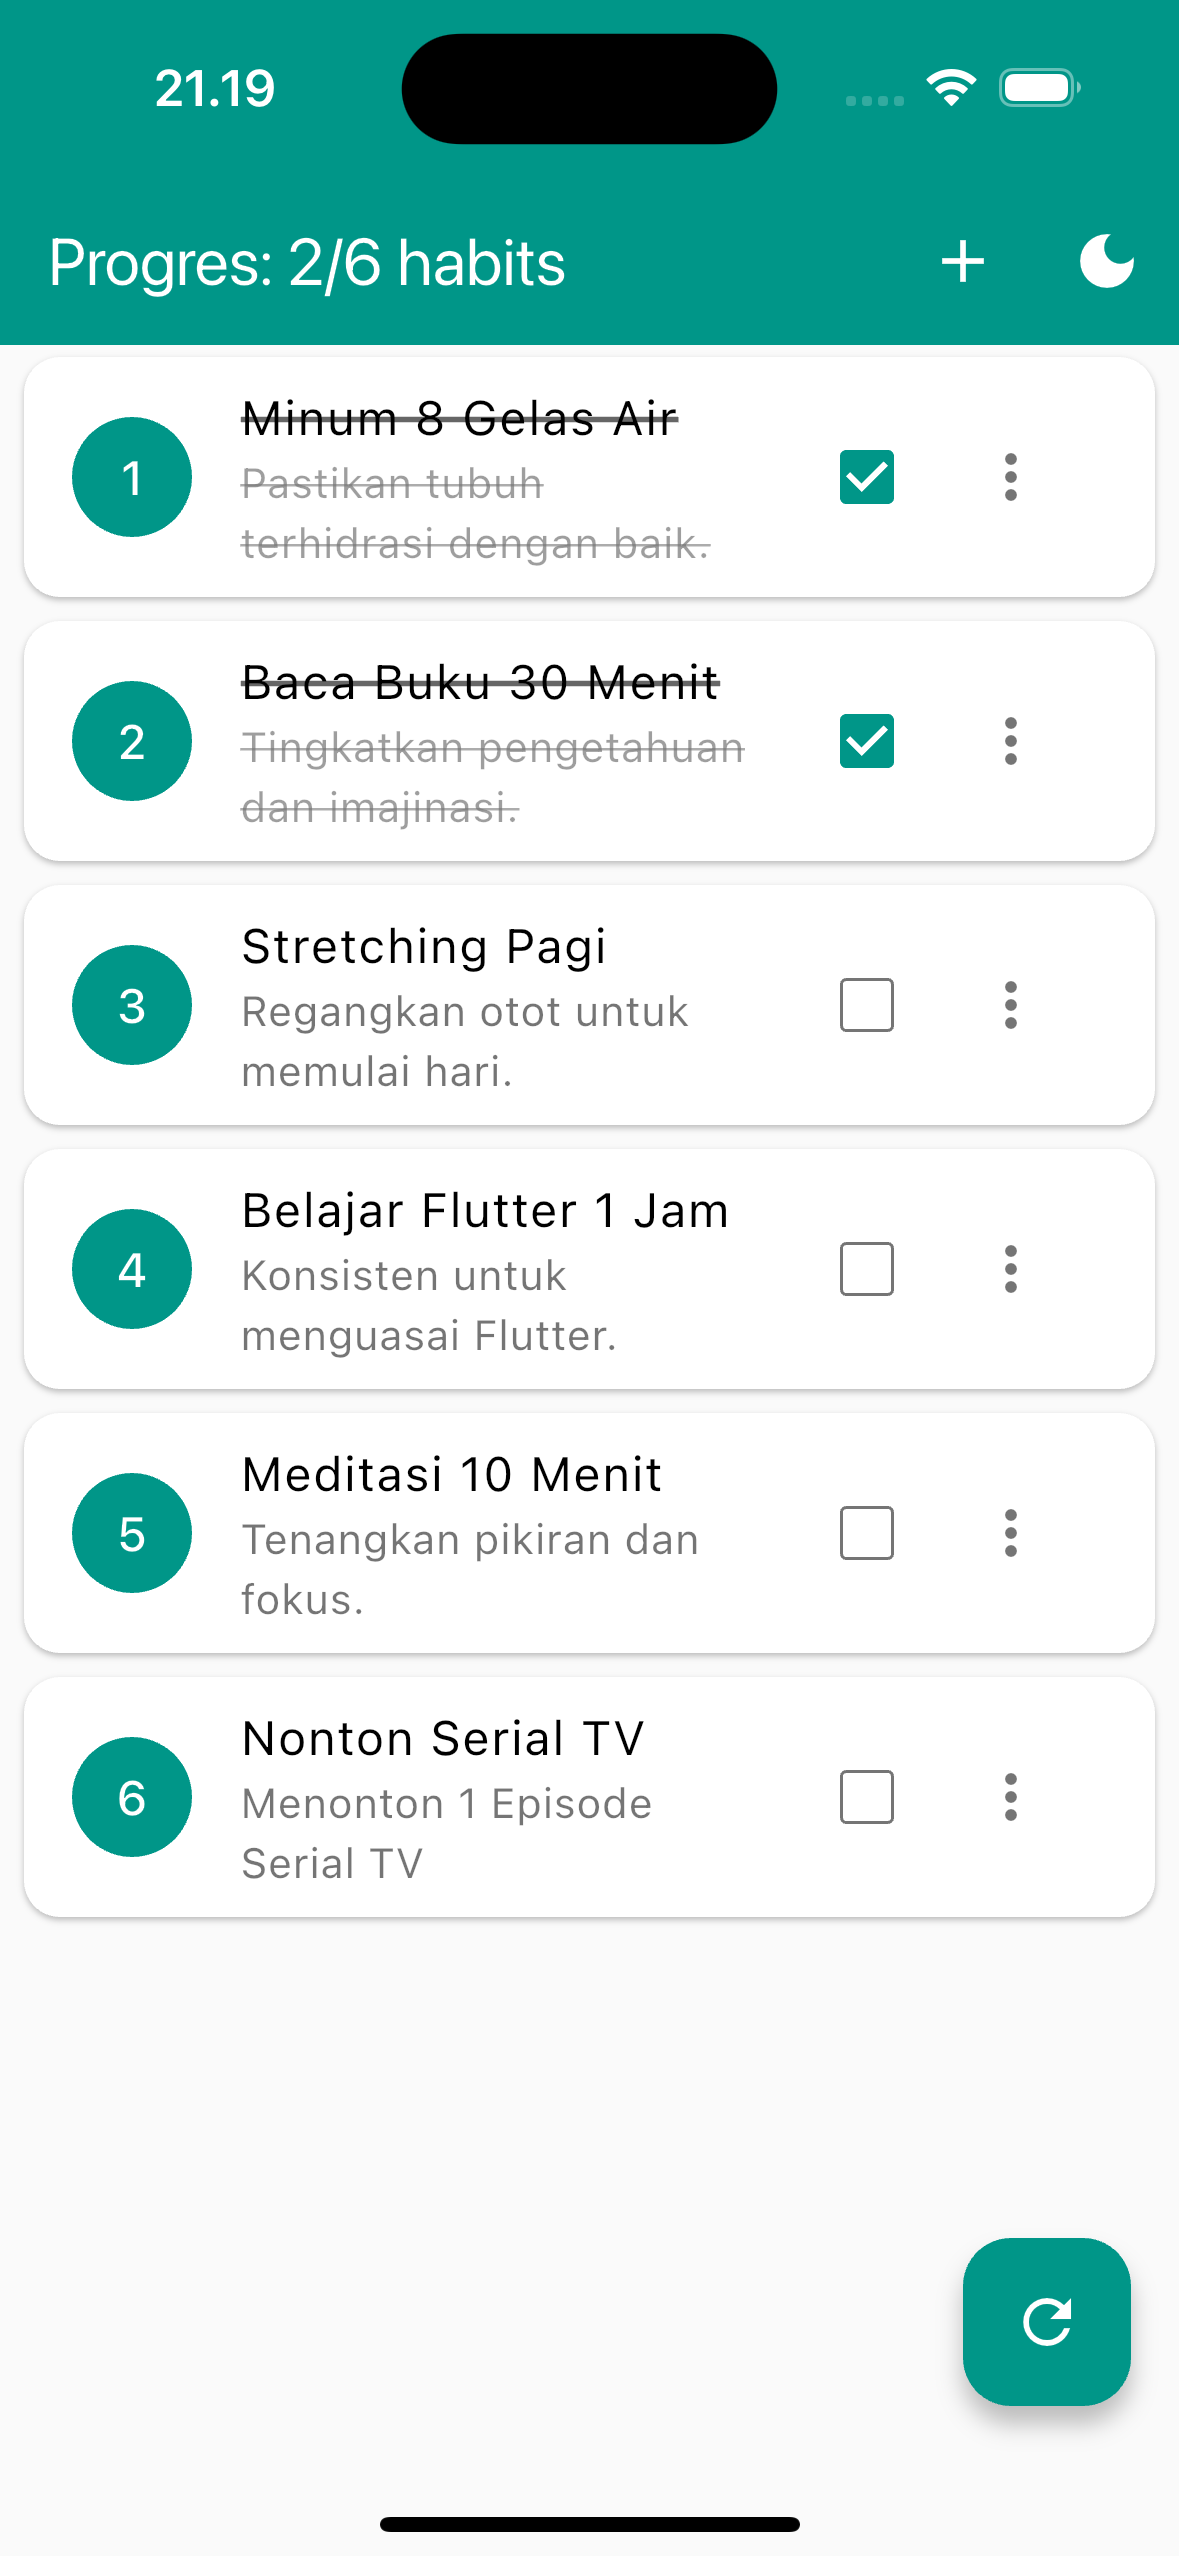 21.19
Progres: 2/6 habits
1
Minum 8 Gelas Air
Pastikan tubuh
terhidrasi dengan baik.
2
Baca Buku 30 Menit
Tingkatkan pengetahuan
dan imajinasi.
3
Stretching Pagi
Regangkan otot untuk
memulai hari.
4
Belajar Flutter 1 Jam
Konsisten untuk
menguasai Flutter.
5
Meditasi 10 Menit
Tenangkan pikiran dan
fokus.
6
Nonton Serial TV
Menonton 1 Episode
Serial TV